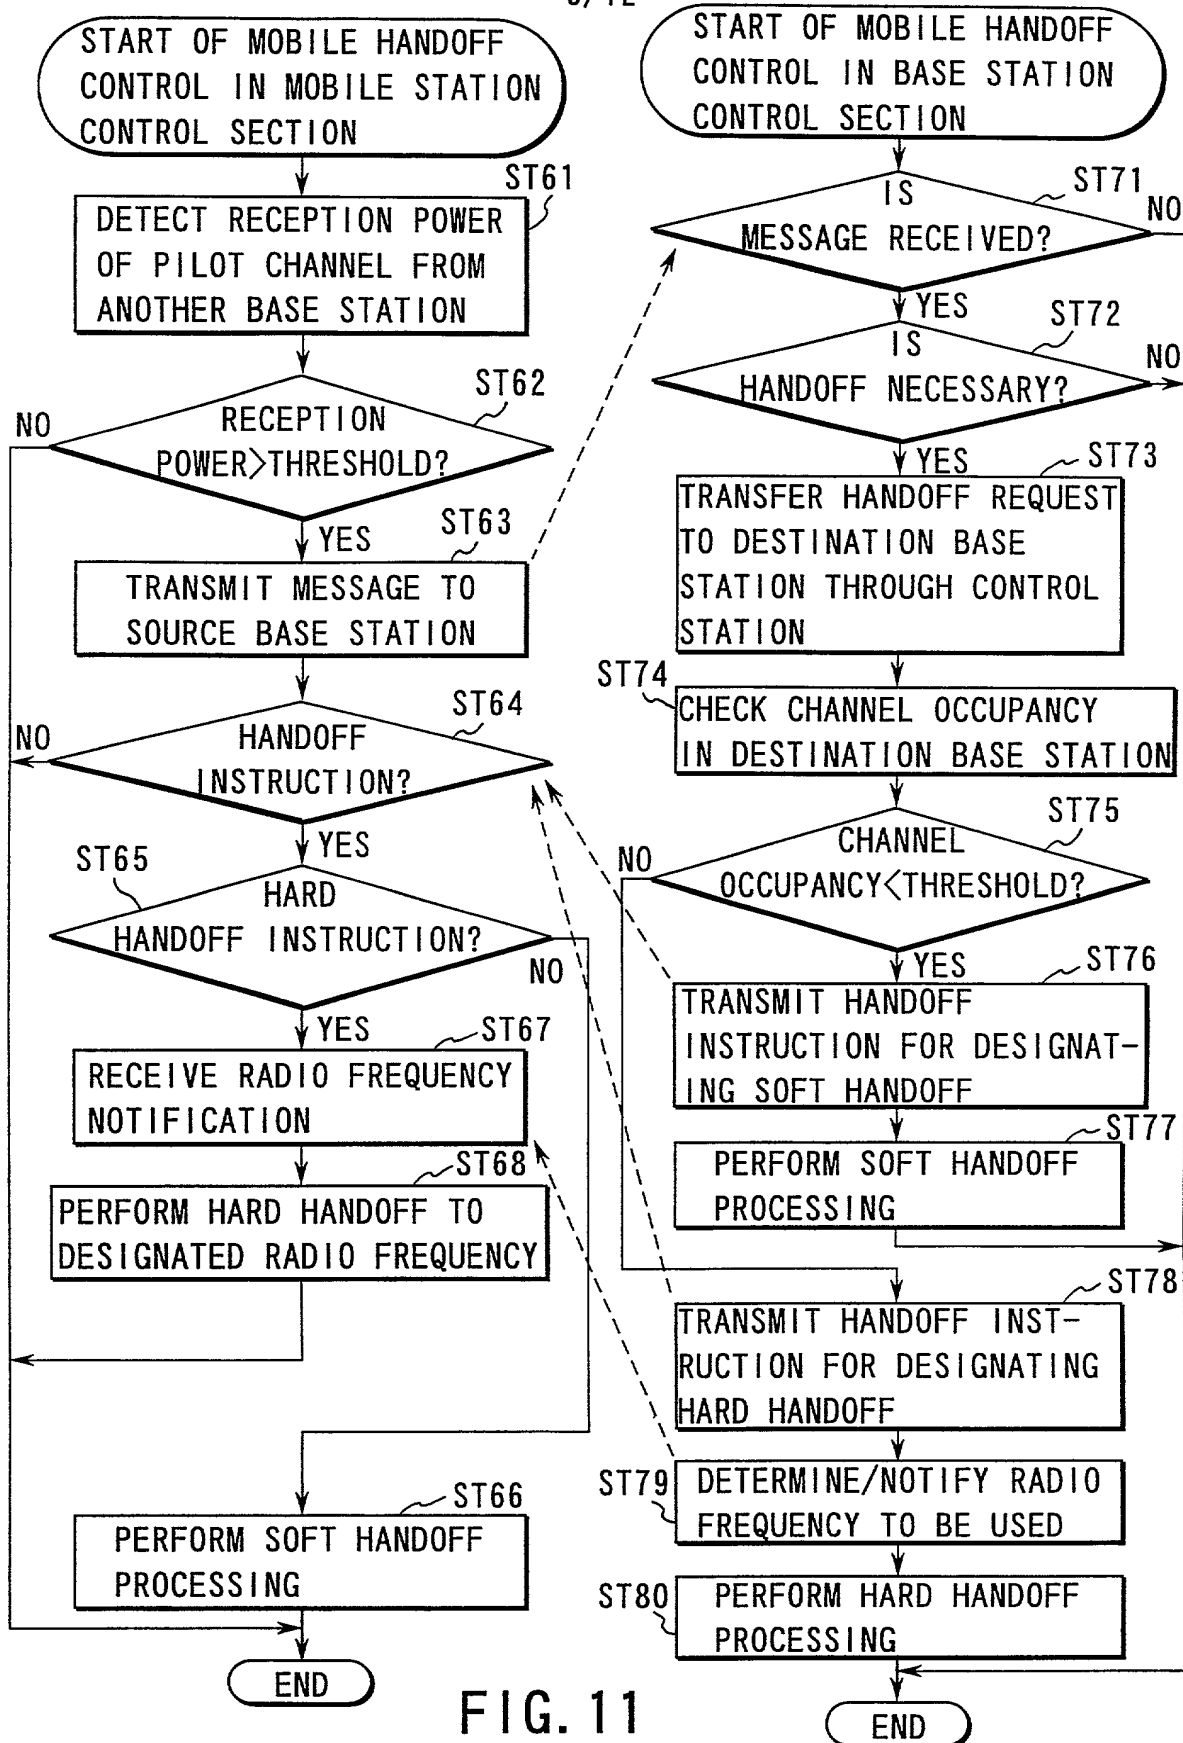 START OF MOBILE HANDOFF
CONTROL IN MOBILE STATION
CONTROL SECTION
ST61
DETECT RECEPTION POWER
OF PILOT CHANNEL FROM
ANOTHER BASE STATION
ST62
NO
RECEPTION
POWER>THRESHOLD?
YES
ST63
TRANSMIT MESSAGE TO
SOURCE BASE STATION
ST64
NO
HANDOFF
INSTRUCTION?
YES
ST65
HARD
HANDOFF INSTRUCTION?
NO
YES
ST67
RECEIVE RADIO FREQUENCY
NOTIFICATION
ST68
PERFORM HARD HANDOFF TO
DESIGNATED RADIO FREQUENCY
ST66
PERFORM SOFT HANDOFF
PROCESSING
END
START OF MOBILE HANDOFF
CONTROL IN BASE STATION
CONTROL SECTION
ST71
IS
MESSAGE RECEIVED?
NO
YES
ST72
IS
HANDOFF NECESSARY?
NO
YES
ST73
TRANSFER HANDOFF REQUEST
TO DESTINATION BASE
STATION THROUGH CONTROL
STATION
ST74
CHECK CHANNEL OCCUPANCY
IN DESTINATION BASE STATION
ST75
NO
CHANNEL
OCCUPANCY<THRESHOLD?
YES
ST76
TRANSMIT HANDOFF
INSTRUCTION FOR DESIGNAT-
ING SOFT HANDOFF
ST77
PERFORM SOFT HANDOFF
PROCESSING
ST78
TRANSMIT HANDOFF INST-
RUCTION FOR DESIGNATING
HARD HANDOFF
ST79
DETERMINE/NOTIFY RADIO
FREQUENCY TO BE USED
ST80
PERFORM HARD HANDOFF
PROCESSING
END
FIG. 11